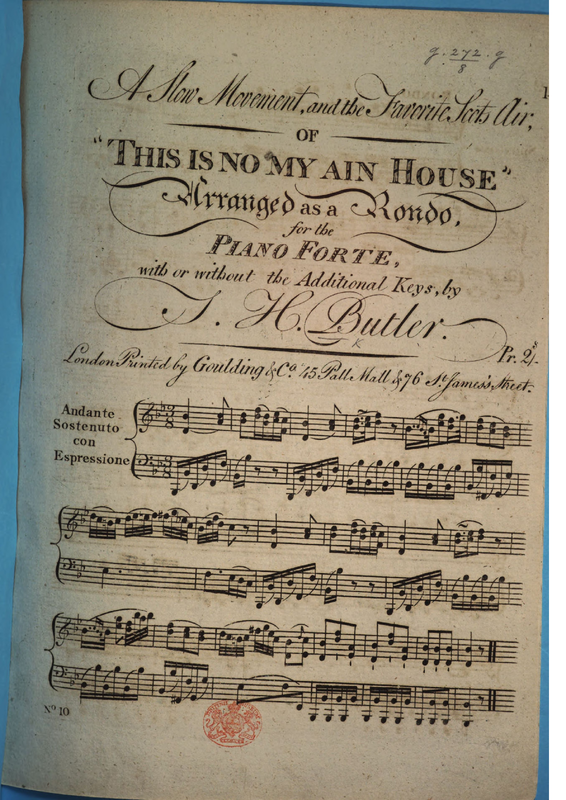 g. 272. g
8
1
A Slow Movement, and the Favorite Scots Air,
OF
"THIS IS NO MY AIN HOUSE"
Arranged as a Rondo,
for the
PIANO FORTE,
with or without the Additional Keys, by
I. H. Butler.
Pr. 2/s-
London Printed by Goulding & Co. 45 Pall Mall & 76 St. James's Street.
Andante
Sostenuto
con
Espressione
No 10